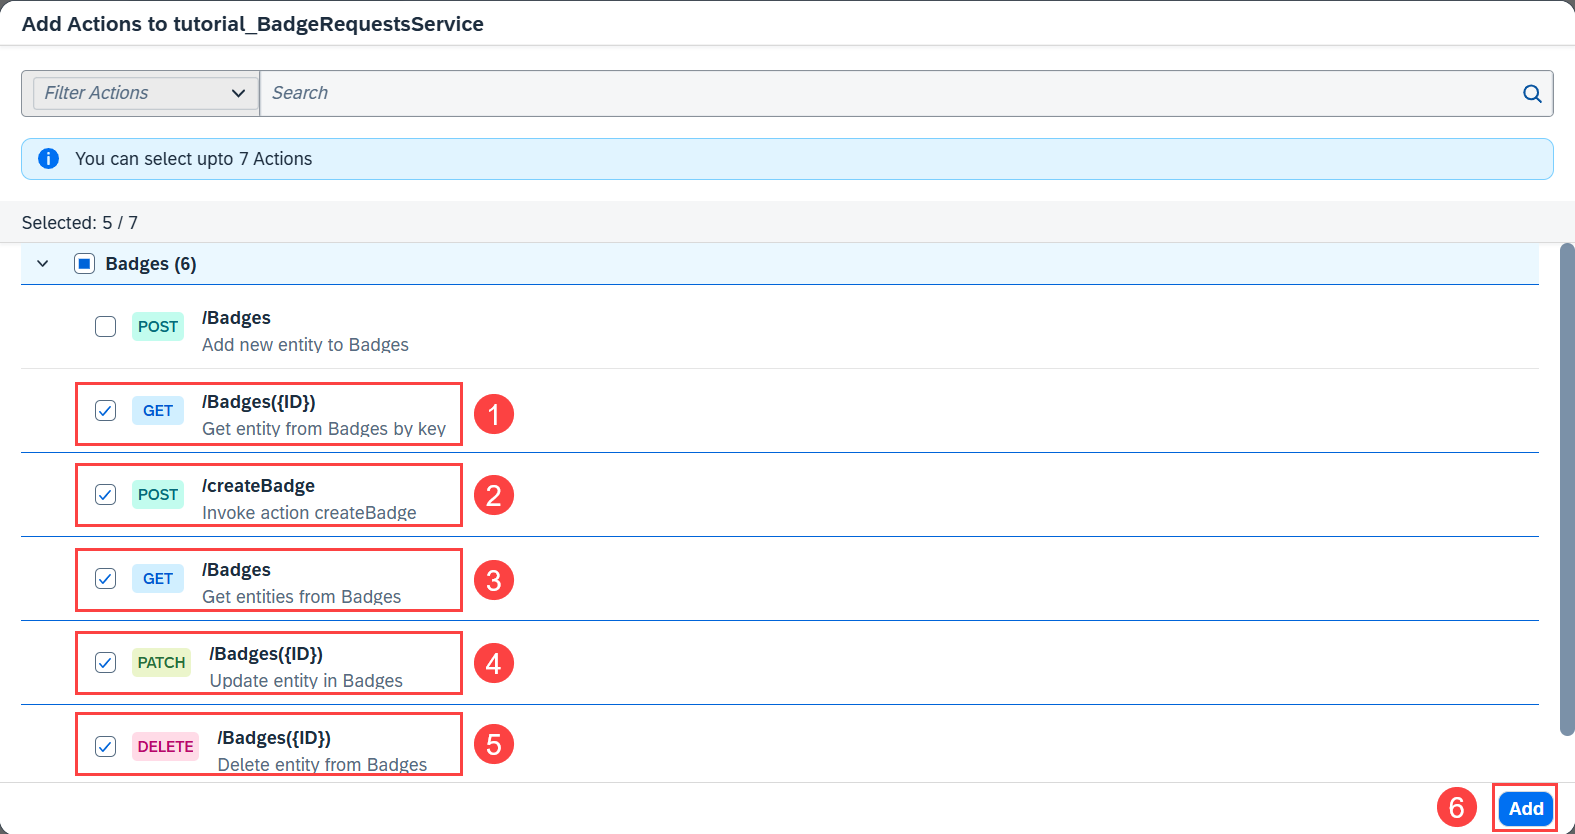 Add Actions to tutorial_BadgeRequestsService
Filter Actions
Search
You can select upto 7 Actions
Selected: 5 / 7
Badges (6)
POST
/Badges
Add new entity to Badges
GET
/Badges({ID})
Get entity from Badges by key
1
POST
/createBadge
Invoke action createBadge
2
GET
/Badges
Get entities from Badges
3
PATCH
/Badges({ID})
Update entity in Badges
4
DELETE
/Badges({ID})
Delete entity from Badges
5
6
Add